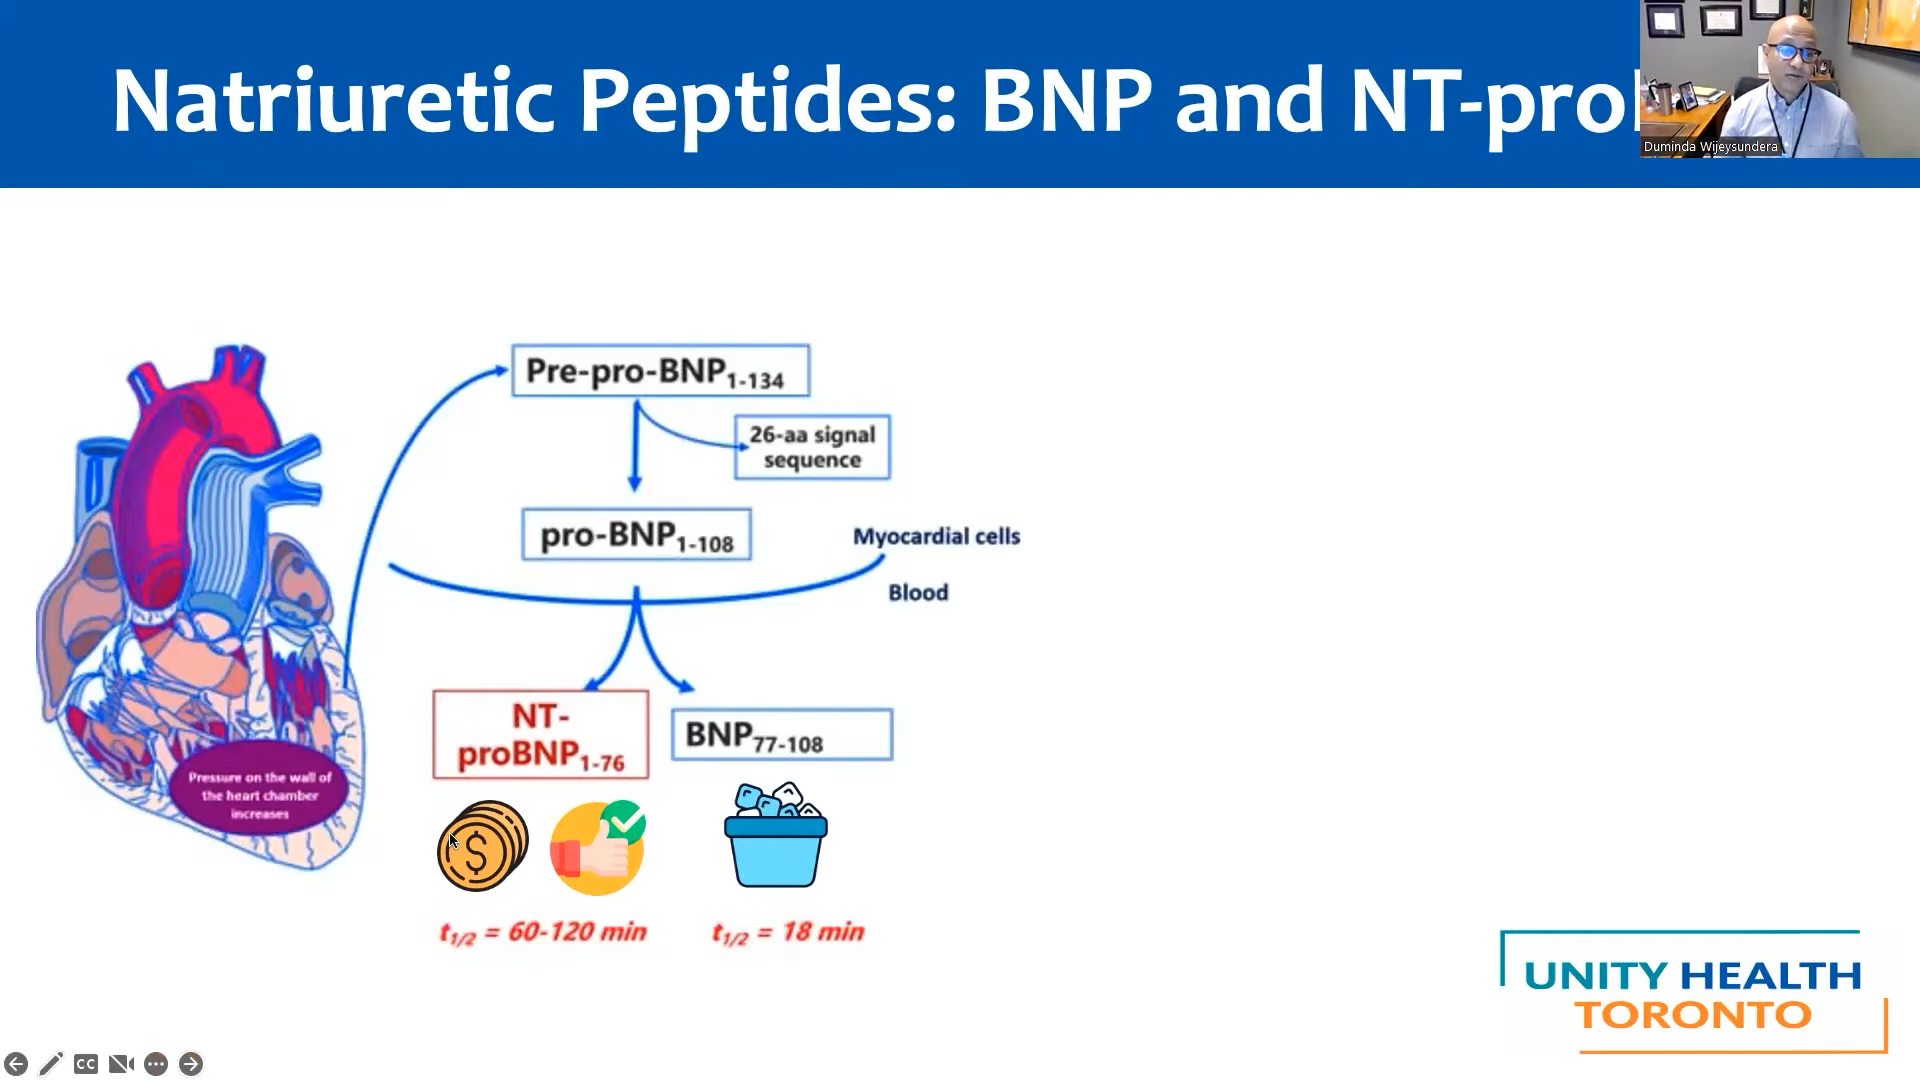 Natriuretic Peptides: BNP and NT-pro
Duminda Wijeysundera
Pre-pro-BNP1-134
26-aa signal
sequence
pro-BNP1-108
Myocardial cells
Blood
NT-
proBNP1-76
BNP77-108
Pressure on the wall of
the heart chamber
increases
$
t1/2 = 60-120 min
t1/2 = 18 min
UNITY HEALTH
TORONTO
CC